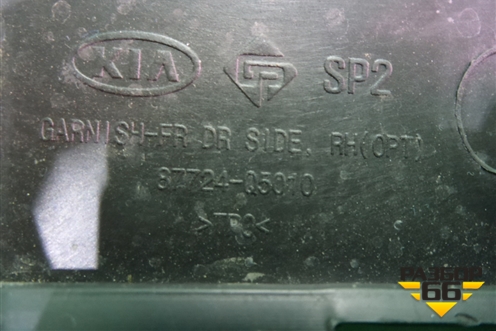 KIA SP2
GARNISH-FR DR SIDE, RH(OPT)
87724-Q5010
>TPO<
РАЗБОР
66